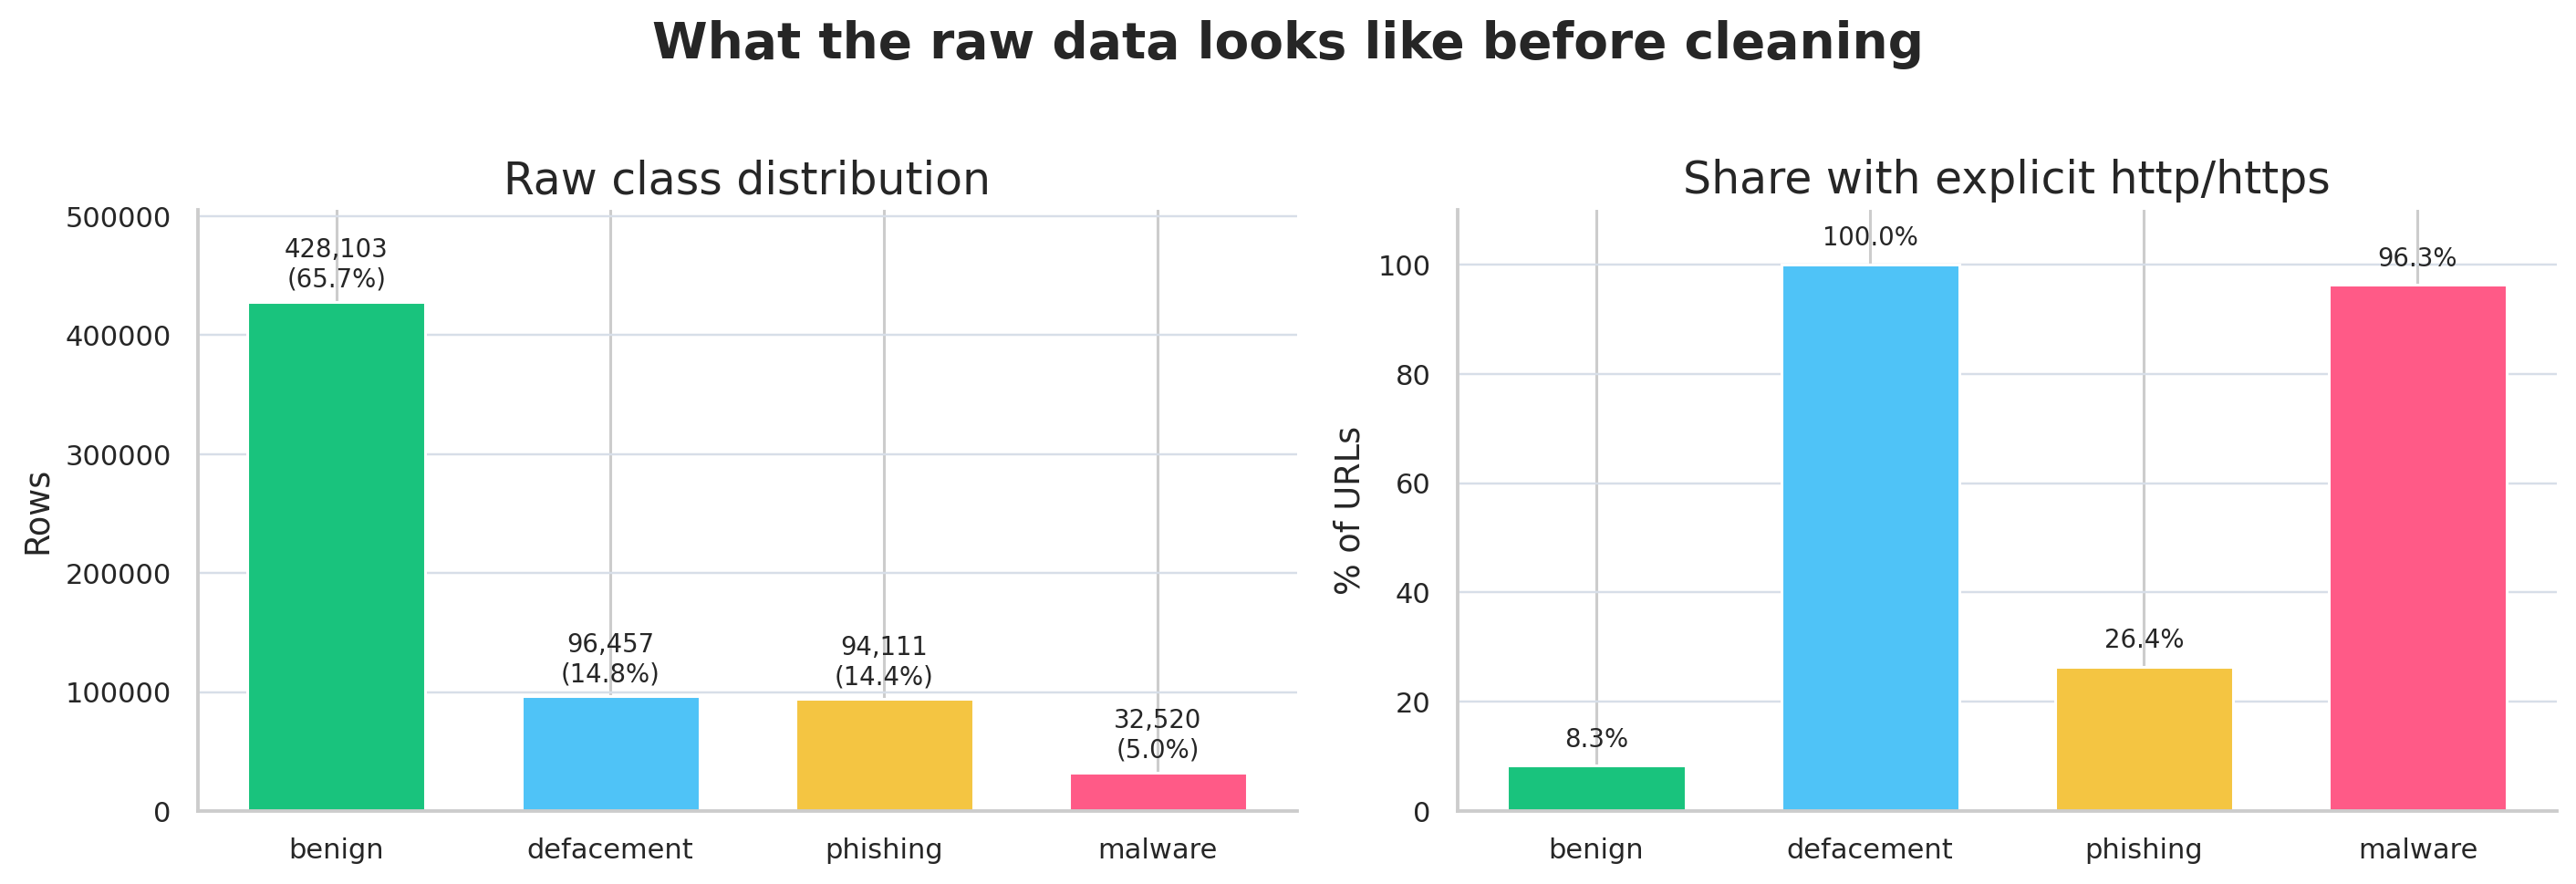 What the raw data looks like before cleaning
Raw class distribution
Rows
500000
400000
300000
200000
100000
0
428,103
(65.7%)
96,457
(14.8%)
94,111
(14.4%)
32,520
(5.0%)
benign
defacement
phishing
malware
Share with explicit http/https
% of URLs
100
80
60
40
20
0
8.3%
100.0%
26.4%
96.3%
benign
defacement
phishing
malware